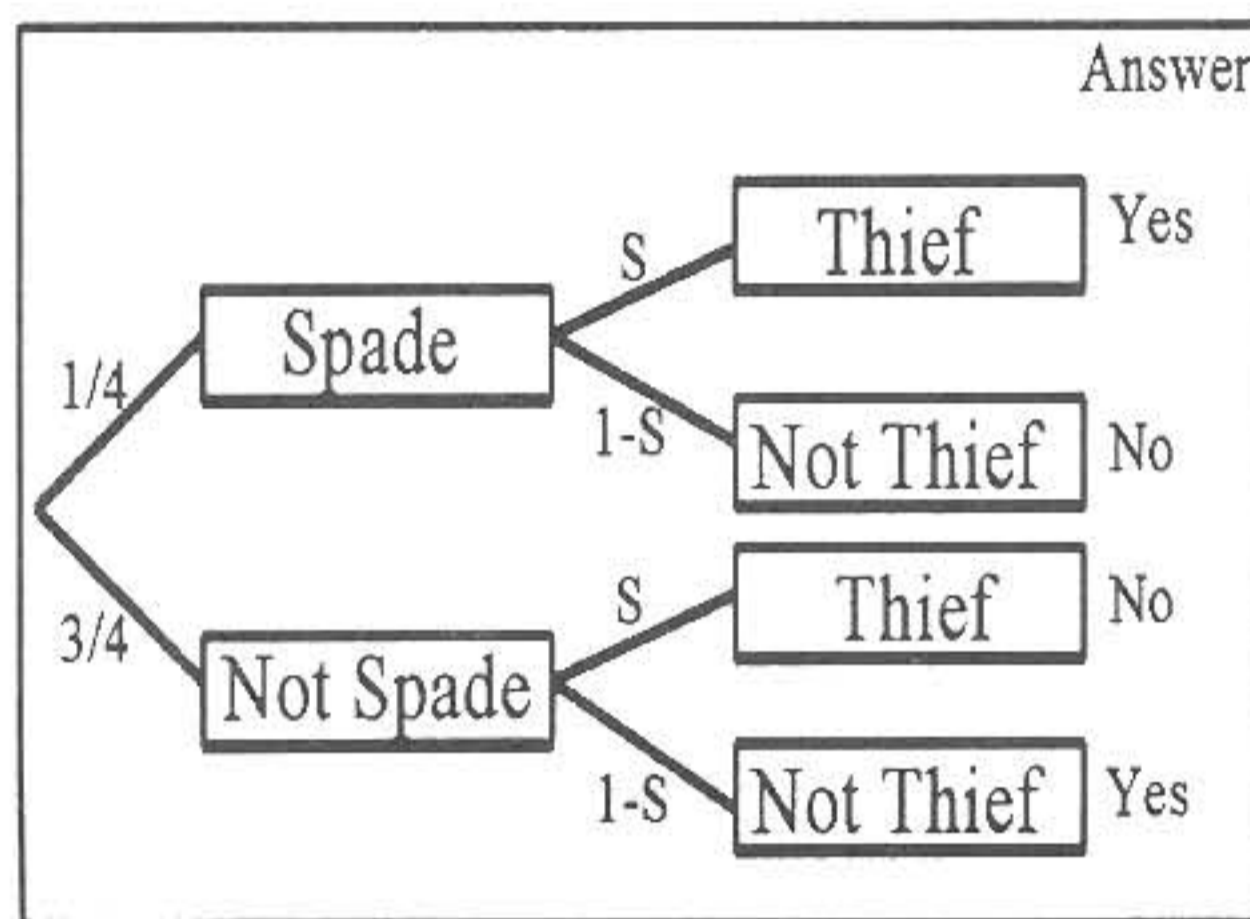 Answer
Thief Yes
S
Spade
1/4
1-S
Not Thief No
Thief No
S
3/4
Not Spade
1-S
Not Thief Yes